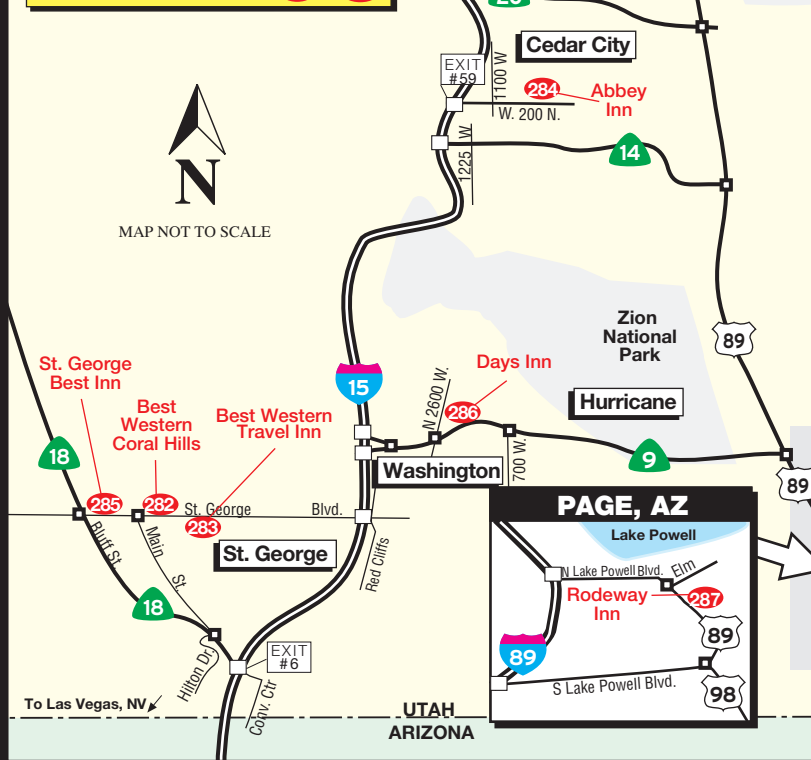 20
Cedar City
EXIT
#59
1100 W
284
Abbey
Inn
W. 200 N.
1225 W
14
N
MAP NOT TO SCALE
Zion
National
Park
89
St. George
Best Inn
Best
Western
Coral Hills
Best Western
Travel Inn
15
Days Inn
N 2600 W.
286
Hurricane
18
700 W.
9
Washington
89
285
282
St. George Blvd.
283
Bluff St.
Main St.
St. George
Red Cliffs
18
Hilton Dr.
EXIT
#6
Conv. Ctr
To Las Vegas, NV
UTAH
ARIZONA
PAGE, AZ
Lake Powell
N Lake Powell Blvd.
Elm
Rodeway
Inn
287
89
89
S Lake Powell Blvd.
98